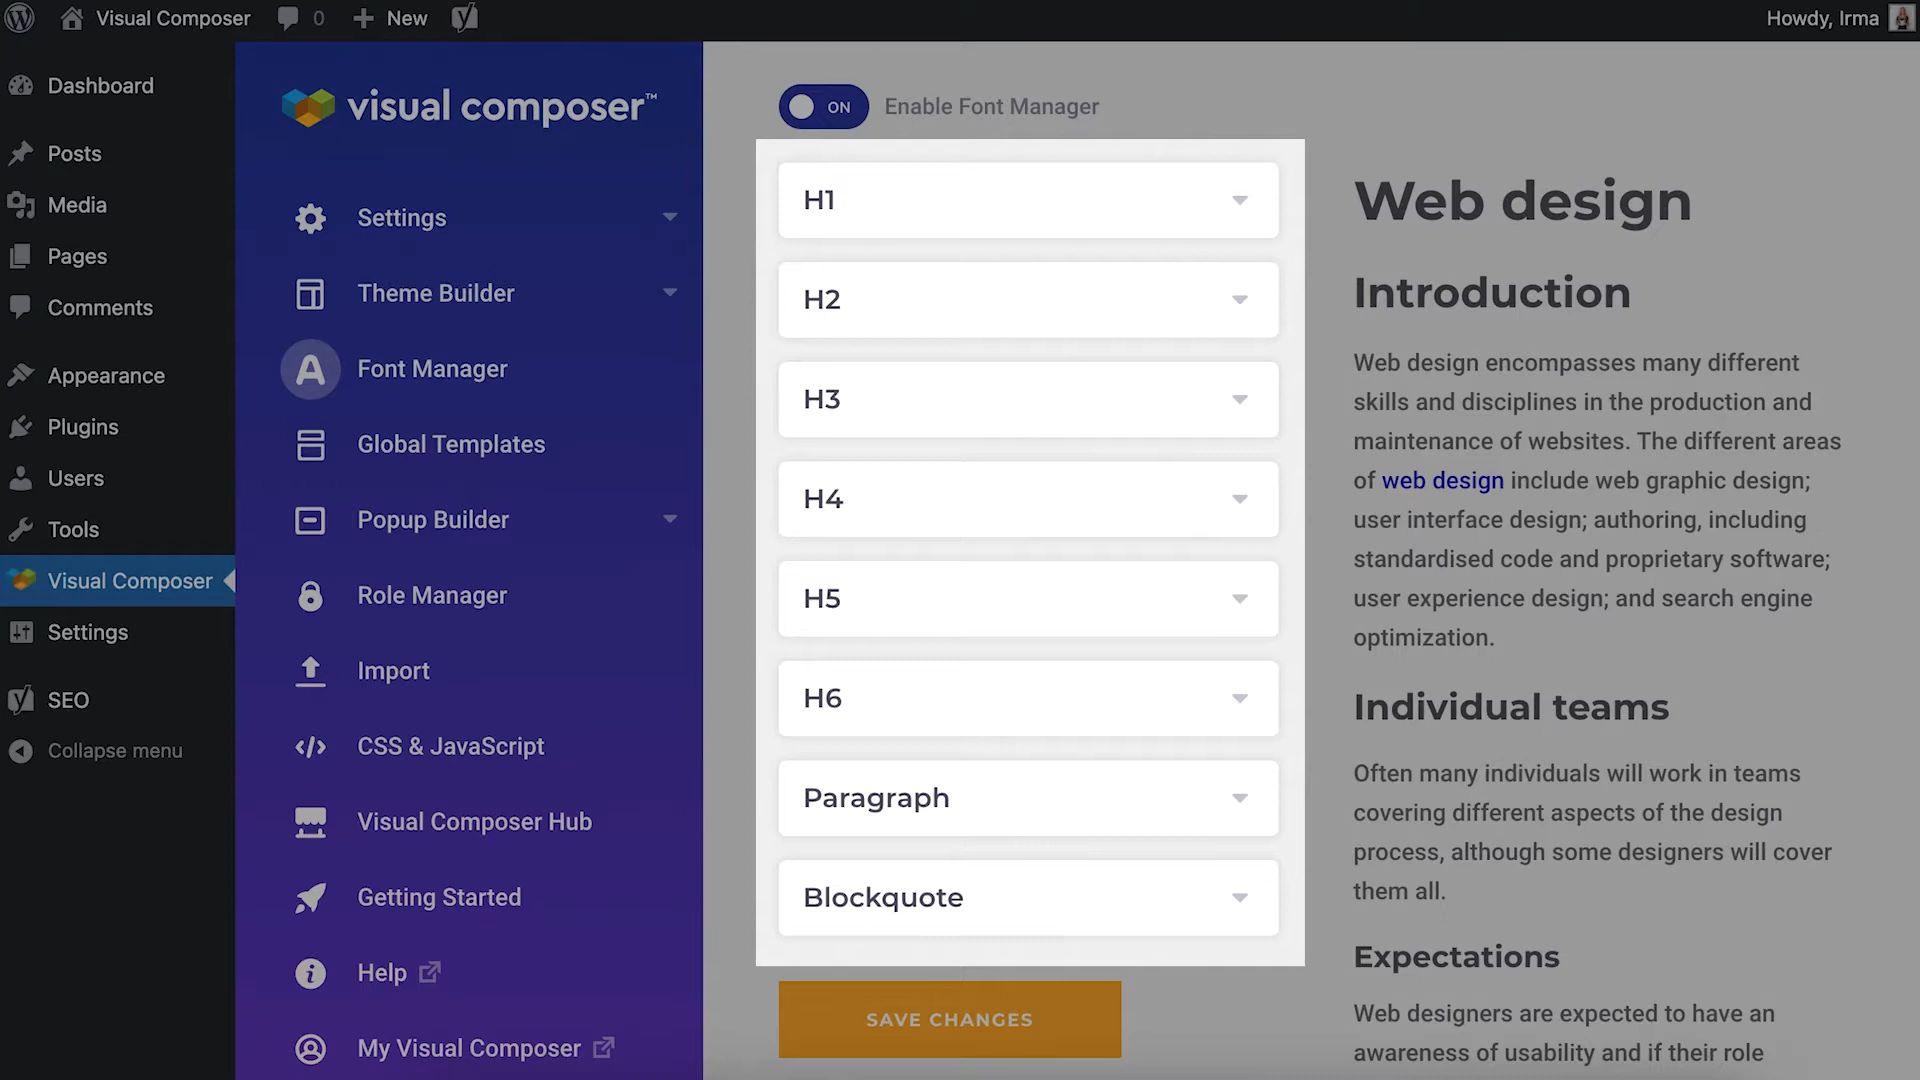 Visual Composer 0 New Howdy, Irma
Dashboard
Posts
Media
Pages
Comments
Appearance
Plugins
Users
Tools
Visual Composer
Settings
SEO
Collapse menu
visual composer™
Settings
Theme Builder
Font Manager
Global Templates
Popup Builder
Role Manager
Import
CSS & JavaScript
Visual Composer Hub
Getting Started
Help
My Visual Composer
ON Enable Font Manager
H1
H2
H3
H4
H5
H6
Paragraph
Blockquote
SAVE CHANGES
Web design
Introduction
Web design encompasses many different
skills and disciplines in the production and
maintenance of websites. The different areas
of web design include web graphic design;
user interface design; authoring, including
standardised code and proprietary software;
user experience design; and search engine
optimization.
Individual teams
Often many individuals will work in teams
covering different aspects of the design
process, although some designers will cover
them all.
Expectations
Web designers are expected to have an
awareness of usability and if their role